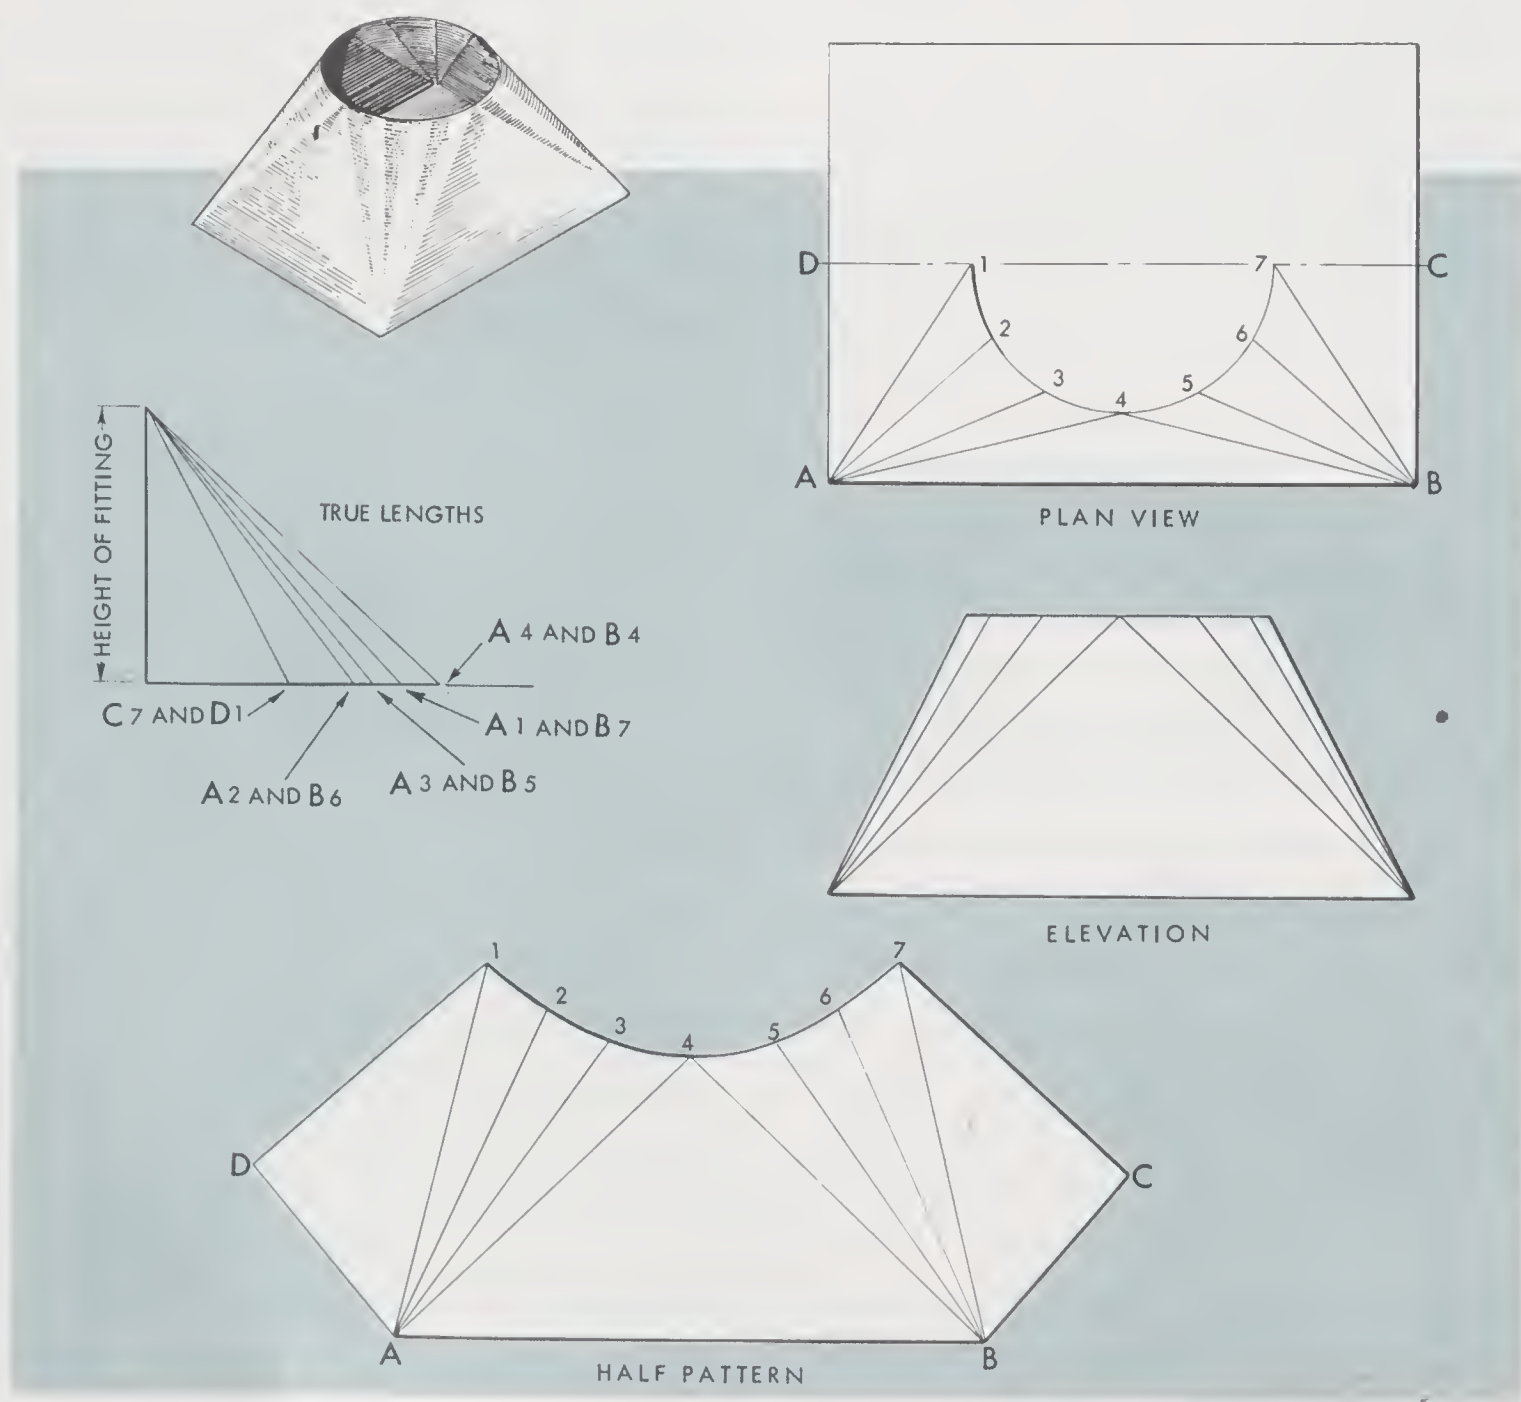 D
1
7
C
2
6
3
5
4
A
B
PLAN VIEW
HEIGHT OF FITTING
TRUE LENGTHS
A 4 AND B 4
C 7 AND D 1
A 1 AND B 7
A 2 AND B 6
A 3 AND B 5
ELEVATION
1
7
2
6
3
5
4
D
C
A
B
HALF PATTERN